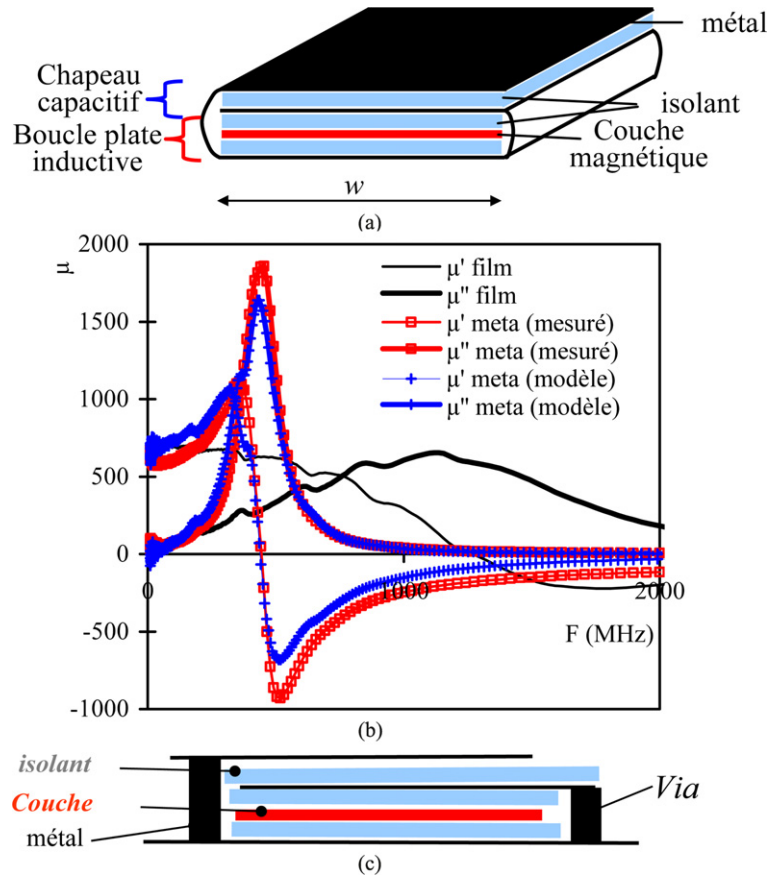 (a)
métal
Chapeau
capacitif
isolant
Boucle plate
inductive
Couche
magnétique
w
(a)
μ
2000
1500
1000
500
0
-500
-1000
0
1000
2000
F (MHz)
μ' film
μ" film
μ' meta (mesuré)
μ" meta (mesuré)
μ' meta (modèle)
μ" meta (modèle)
(b)
isolant
Couche
métal
Via
(c)